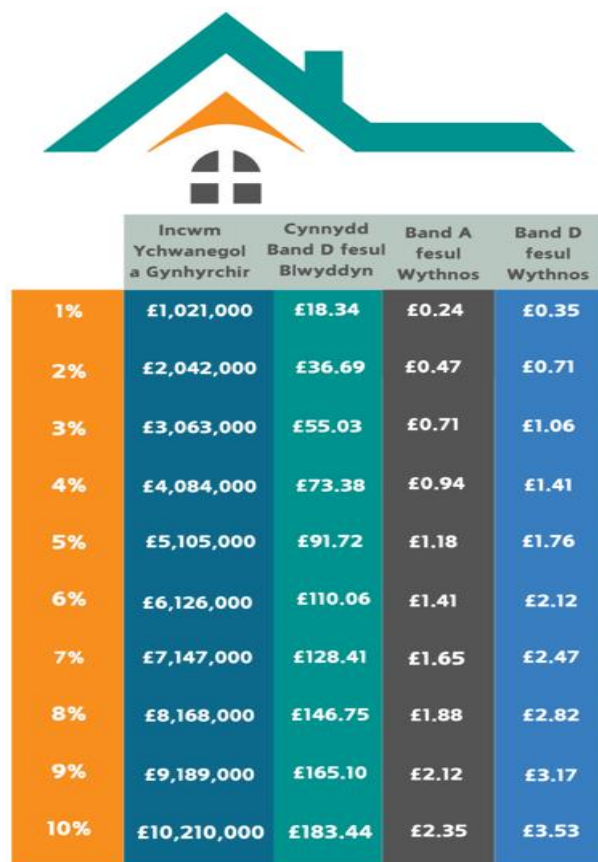 Incwm
Ychwanegol
a Gynhyrchir
Cynnydd
Band D fesul
Blwyddyn
Band A
fesul
Wythnos
Band D
fesul
Wythnos
1% £1,021,000 £18.34 £0.24 £0.35
2% £2,042,000 £36.69 £0.47 £0.71
3% £3,063,000 £55.03 £0.71 £1.06
4% £4,084,000 £73.38 £0.94 £1.41
5% £5,105,000 £91.72 £1.18 £1.76
6% £6,126,000 £110.06 £1.41 £2.12
7% £7,147,000 £128.41 £1.65 £2.47
8% £8,168,000 £146.75 £1.88 £2.82
9% £9,189,000 £165.10 £2.12 £3.17
10% £10,210,000 £183.44 £2.35 £3.53